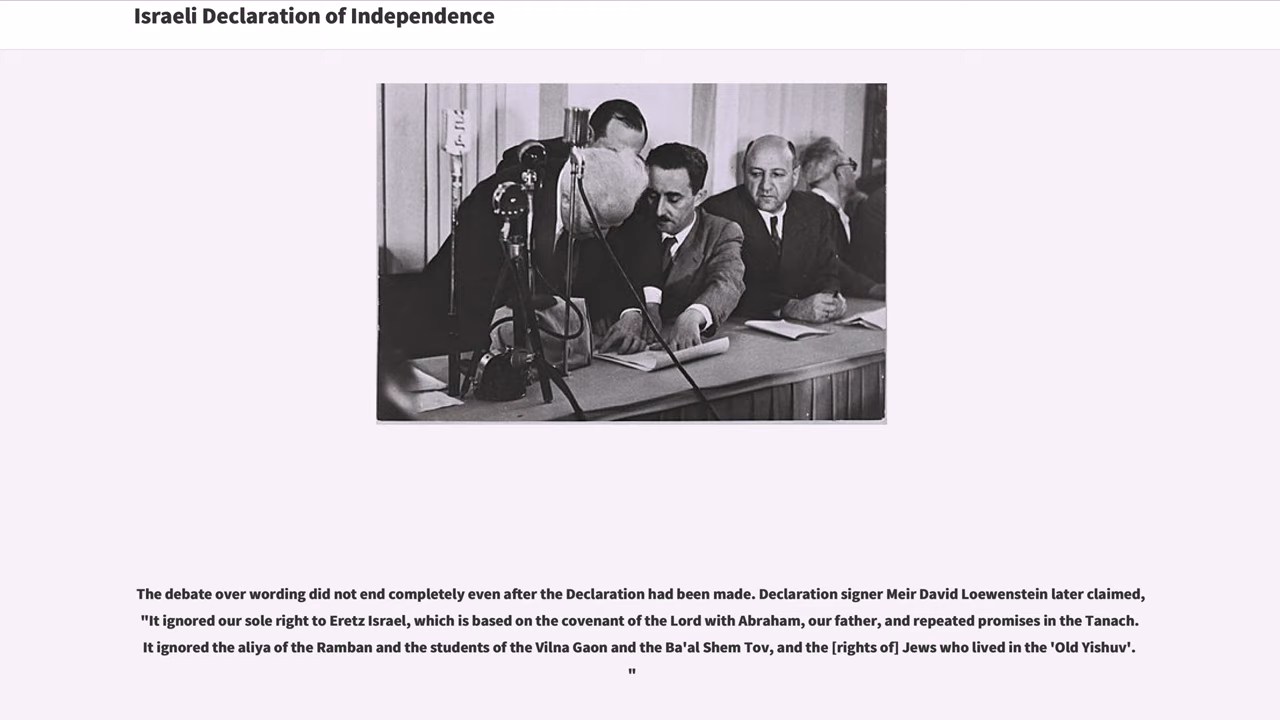 Israeli Declaration of Independence
The debate over wording did not end completely even after the Declaration had been made. Declaration signer Meir David Loewenstein later claimed,
"It ignored our sole right to Eretz Israel, which is based on the covenant of the Lord with Abraham, our father, and repeated promises in the Tanach.
It ignored the aliya of the Ramban and the students of the Vilna Gaon and the Ba'al Shem Tov, and the [rights of] Jews who lived in the 'Old Yishuv'.
"